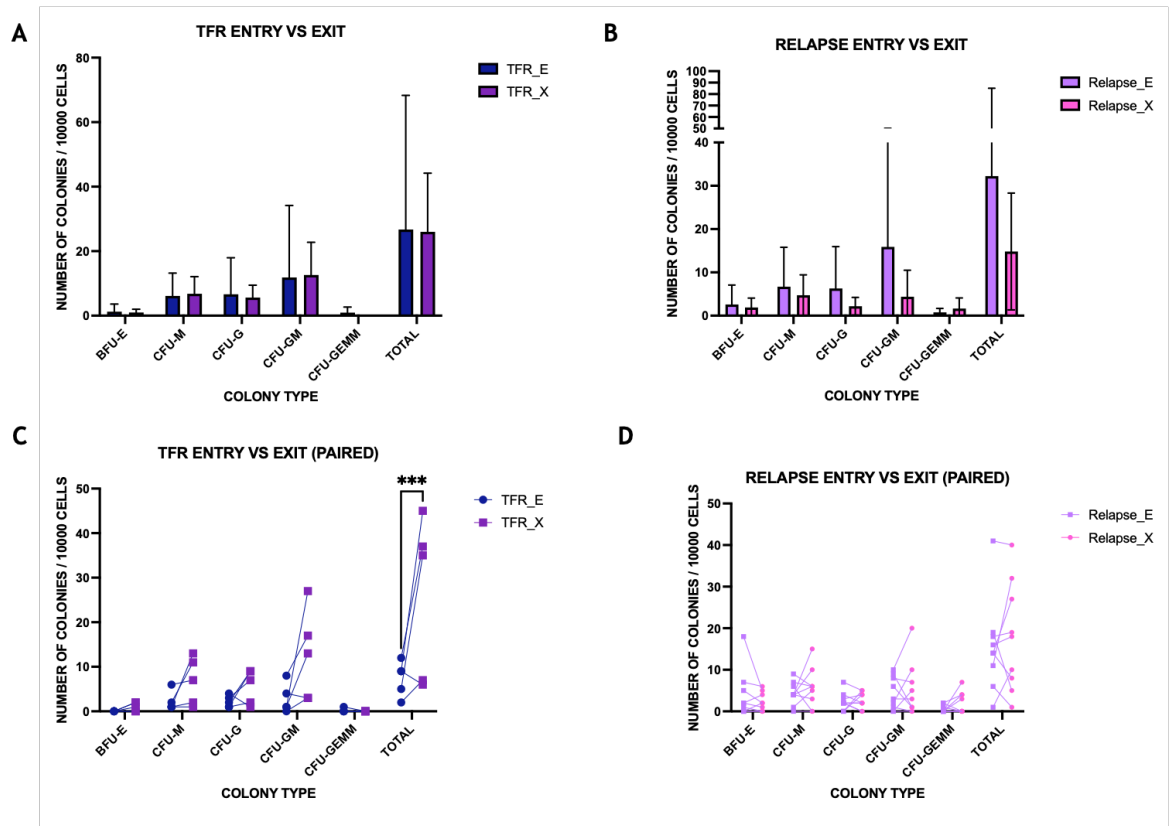 A
TFR ENTRY VS EXIT
NUMBER OF COLONIES / 10000 CELLS
80
60
40
20
0
BFU-E
CFU-M
CFU-G
CFU-GM
CFU-GEMM
TOTAL
COLONY TYPE
TFR_E
TFR_X
B
RELAPSE ENTRY VS EXIT
NUMBER OF COLONIES / 10000 CELLS
100
90
80
70
60
50
40
30
20
10
0
BFU-E
CFU-M
CFU-G
CFU-GM
CFU-GEMM
TOTAL
COLONY TYPE
Relapse_E
Relapse_X
C
TFR ENTRY VS EXIT (PAIRED)
NUMBER OF COLONIES / 10000 CELLS
50
40
30
20
10
0
***
BFU-E
CFU-M
CFU-G
CFU-GM
CFU-GEMM
TOTAL
COLONY TYPE
TFR_E
TFR_X
D
RELAPSE ENTRY VS EXIT (PAIRED)
NUMBER OF COLONIES / 10000 CELLS
50
40
30
20
10
0
BFU-E
CFU-M
CFU-G
CFU-GM
CFU-GEMM
TOTAL
COLONY TYPE
Relapse_E
Relapse_X